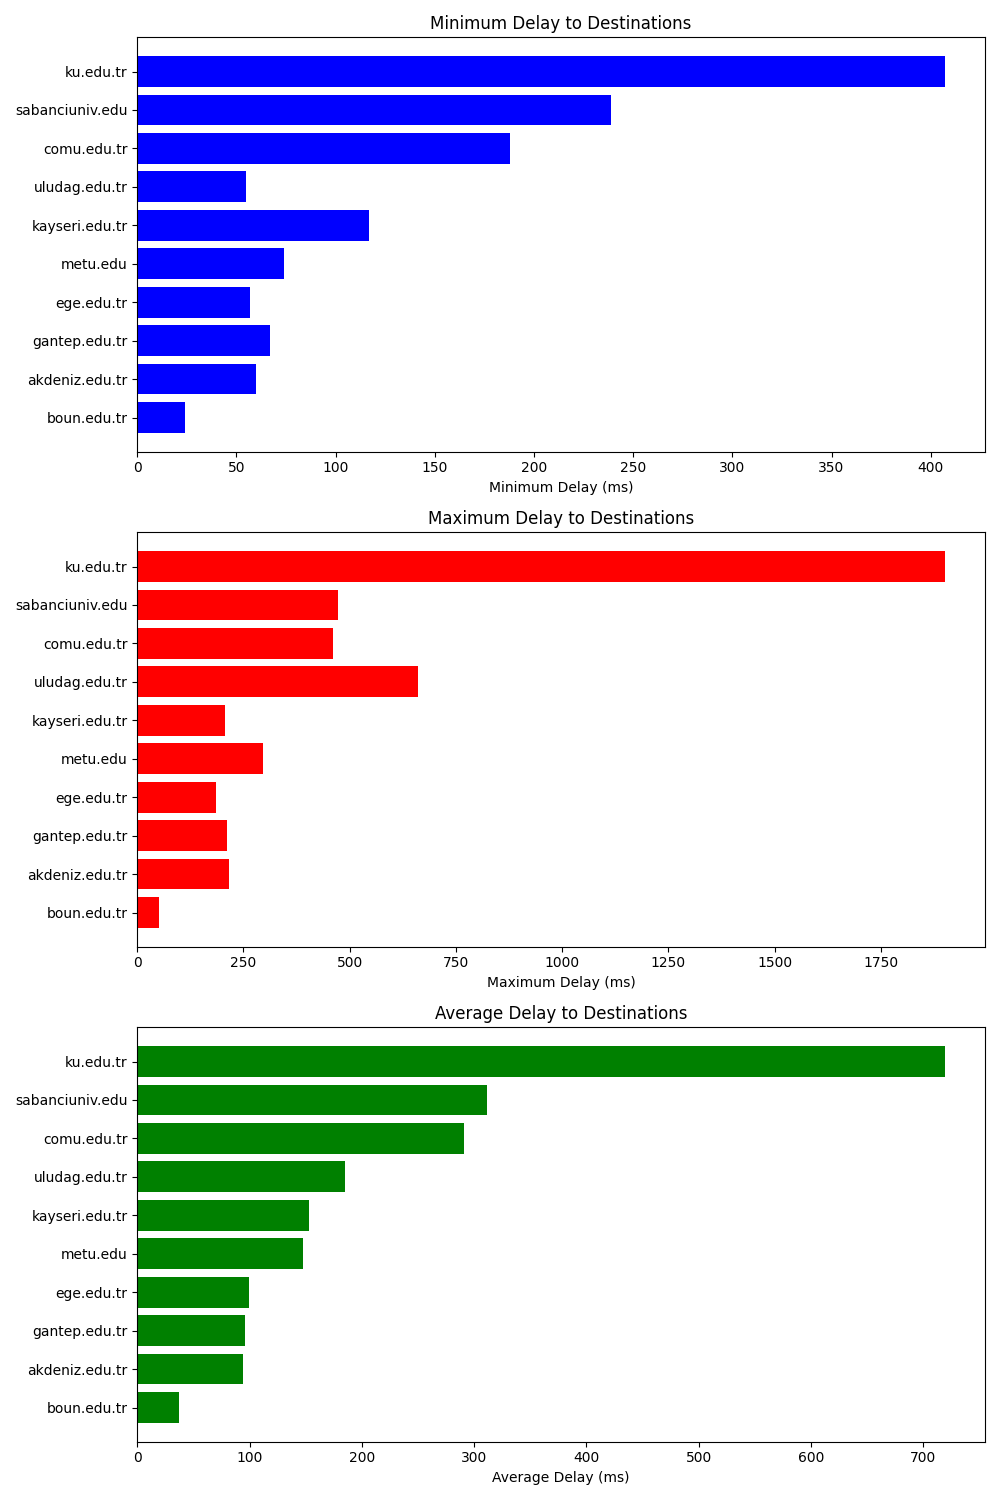 Minimum Delay to Destinations
ku.edu.tr
sabanciuniv.edu
comu.edu.tr
uludag.edu.tr
kayseri.edu.tr
metu.edu
ege.edu.tr
gantep.edu.tr
akdeniz.edu.tr
boun.edu.tr
0 50 100 150 200 250 300 350 400
Minimum Delay (ms)
Maximum Delay to Destinations
ku.edu.tr
sabanciuniv.edu
comu.edu.tr
uludag.edu.tr
kayseri.edu.tr
metu.edu
ege.edu.tr
gantep.edu.tr
akdeniz.edu.tr
boun.edu.tr
0 250 500 750 1000 1250 1500 1750
Maximum Delay (ms)
Average Delay to Destinations
ku.edu.tr
sabanciuniv.edu
comu.edu.tr
uludag.edu.tr
kayseri.edu.tr
metu.edu
ege.edu.tr
gantep.edu.tr
akdeniz.edu.tr
boun.edu.tr
0 100 200 300 400 500 600 700
Average Delay (ms)